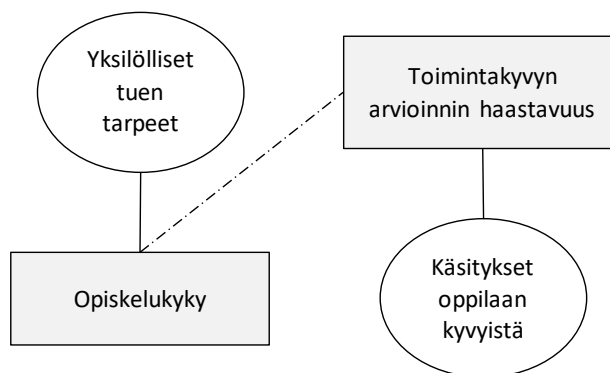 Yksilölliset
tuen
tarpeet
Toimintakyvyn
arvioinnin haastavuus
Opiskelukyky
Käsitykset
oppilaan
kyvyistä